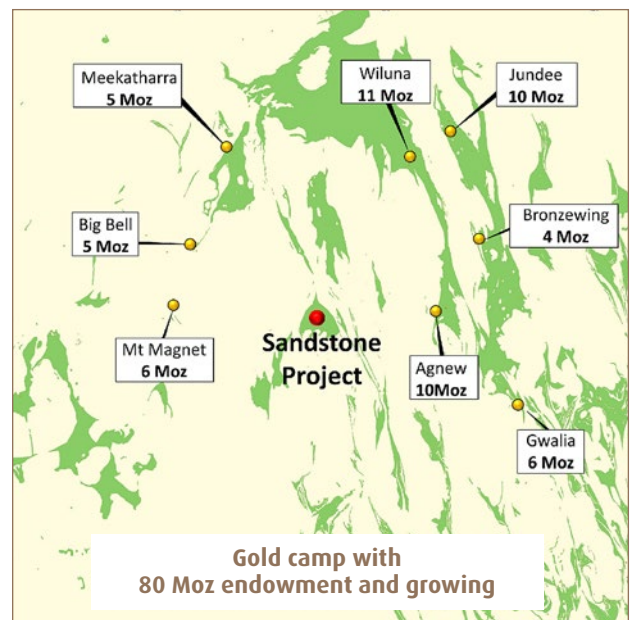 Meekatharra
5 Moz
Wiluna
11 Moz
Jundee
10 Moz
Big Bell
5 Moz
Bronzewing
4 Moz
Mt Magnet
6 Moz
Sandstone
Project
Agnew
10Moz
Gwalia
6 Moz
Gold camp with
80 Moz endowment and growing